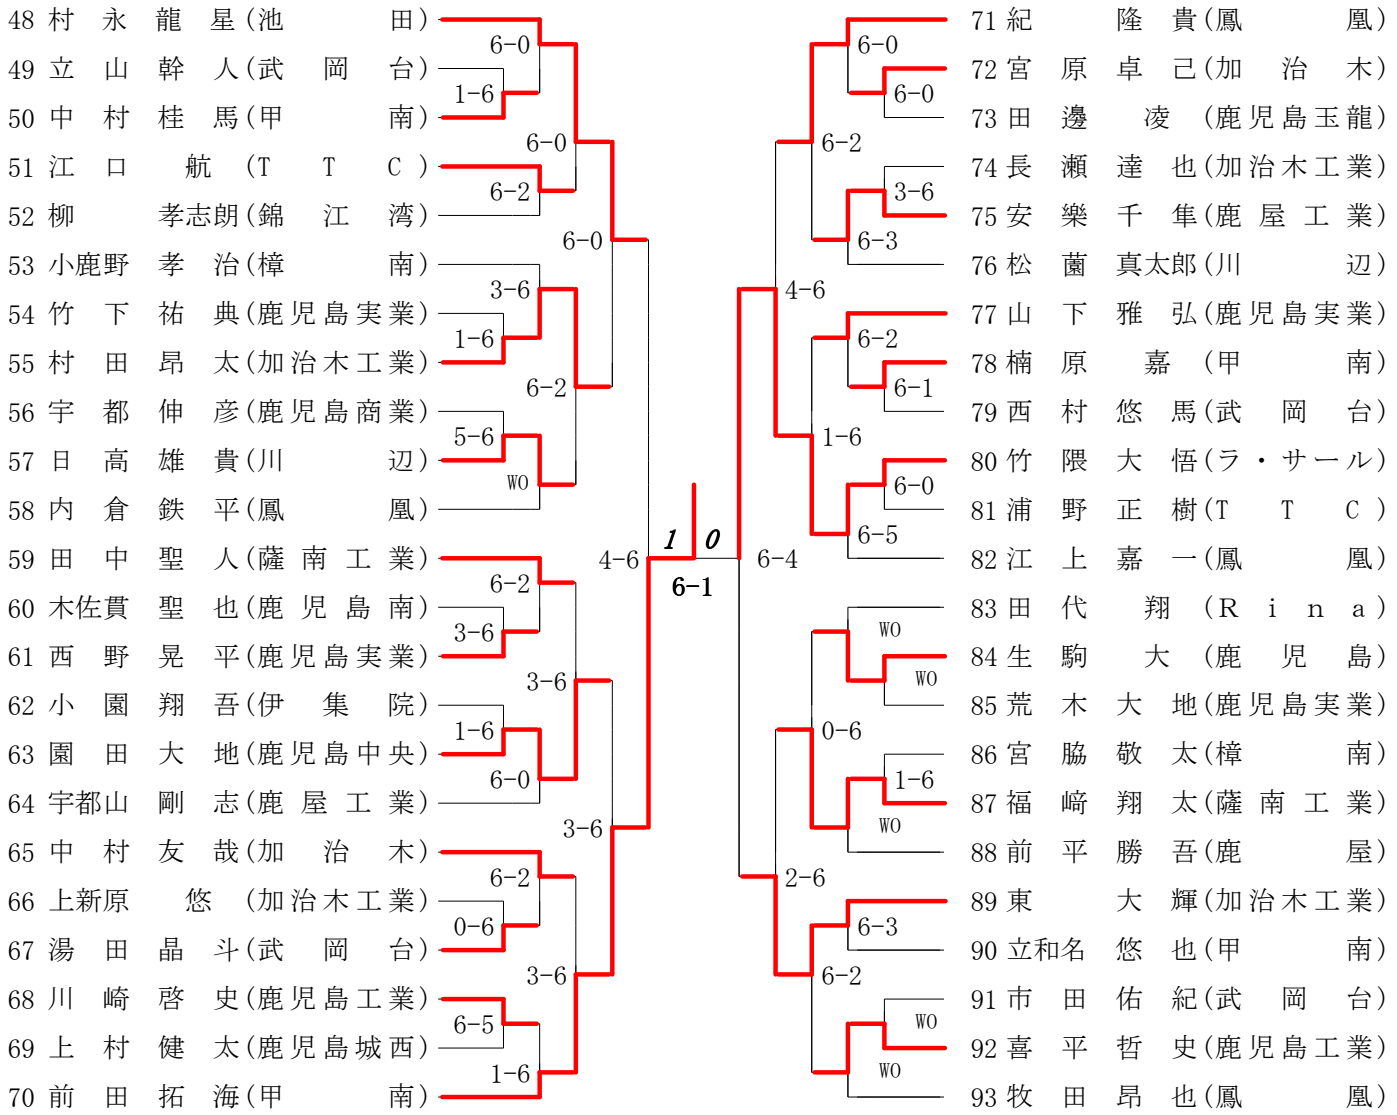 48 村永龍星(池田)
6-0
49 立山幹人(武岡台)
1-6
50 中村桂馬(甲南)
6-0
51 江口航(TTC)
6-2
52 柳孝志朗(錦江湾)
6-0
53 小鹿野孝治(樟南)
3-6
54 竹下祐典(鹿児島実業)
1-6
55 村田昂太(加治木工業)
6-2
56 宇都伸彦(鹿児島商業)
5-6
57 日高雄貴(川辺)
WO
58 内倉鉄平(鳳凰)
59 田中聖人(薩南工業)
4-6
6-2
60 木佐貫聖也(鹿児島南)
3-6
61 西野晃平(鹿児島実業)
3-6
62 小園翔吾(伊集院)
1-6
63 園田大地(鹿児島中央)
6-0
64 宇都山剛志(鹿屋工業)
3-6
65 中村友哉(加治木)
6-2
66 上新原悠(加治木工業)
0-6
67 湯田晶斗(武岡台)
3-6
68 川崎啓史(鹿児島工業)
6-5
69 上村健太(鹿児島城西)
1-6
70 前田拓海(甲南)
1 0
6-1
71 紀隆貴(鳳凰)
6-0
72 宮原卓己(加治木)
6-0
73 田邊凌(鹿児島玉龍)
6-2
74 長瀬達也(加治木工業)
3-6
75 安樂千隼(鹿屋工業)
6-3
76 松薗真太郎(川辺)
4-6
77 山下雅弘(鹿児島実業)
6-2
78 楠原嘉(甲南)
6-1
79 西村悠馬(武岡台)
1-6
80 竹隈大悟(ラ・サール)
6-0
81 浦野正樹(TTC)
6-5
82 江上嘉一(鳳凰)
6-4
83 田代翔(Rina)
WO
84 生駒大(鹿児島)
WO
85 荒木大地(鹿児島実業)
0-6
86 宮脇敬太(樟南)
1-6
87 福﨑翔太(薩南工業)
WO
88 前平勝吾(鹿屋)
2-6
89 東大輝(加治木工業)
6-3
90 立和名悠也(甲南)
6-2
91 市田佑紀(武岡台)
WO
92 喜平哲史(鹿児島工業)
WO
93 牧田昂也(鳳凰)